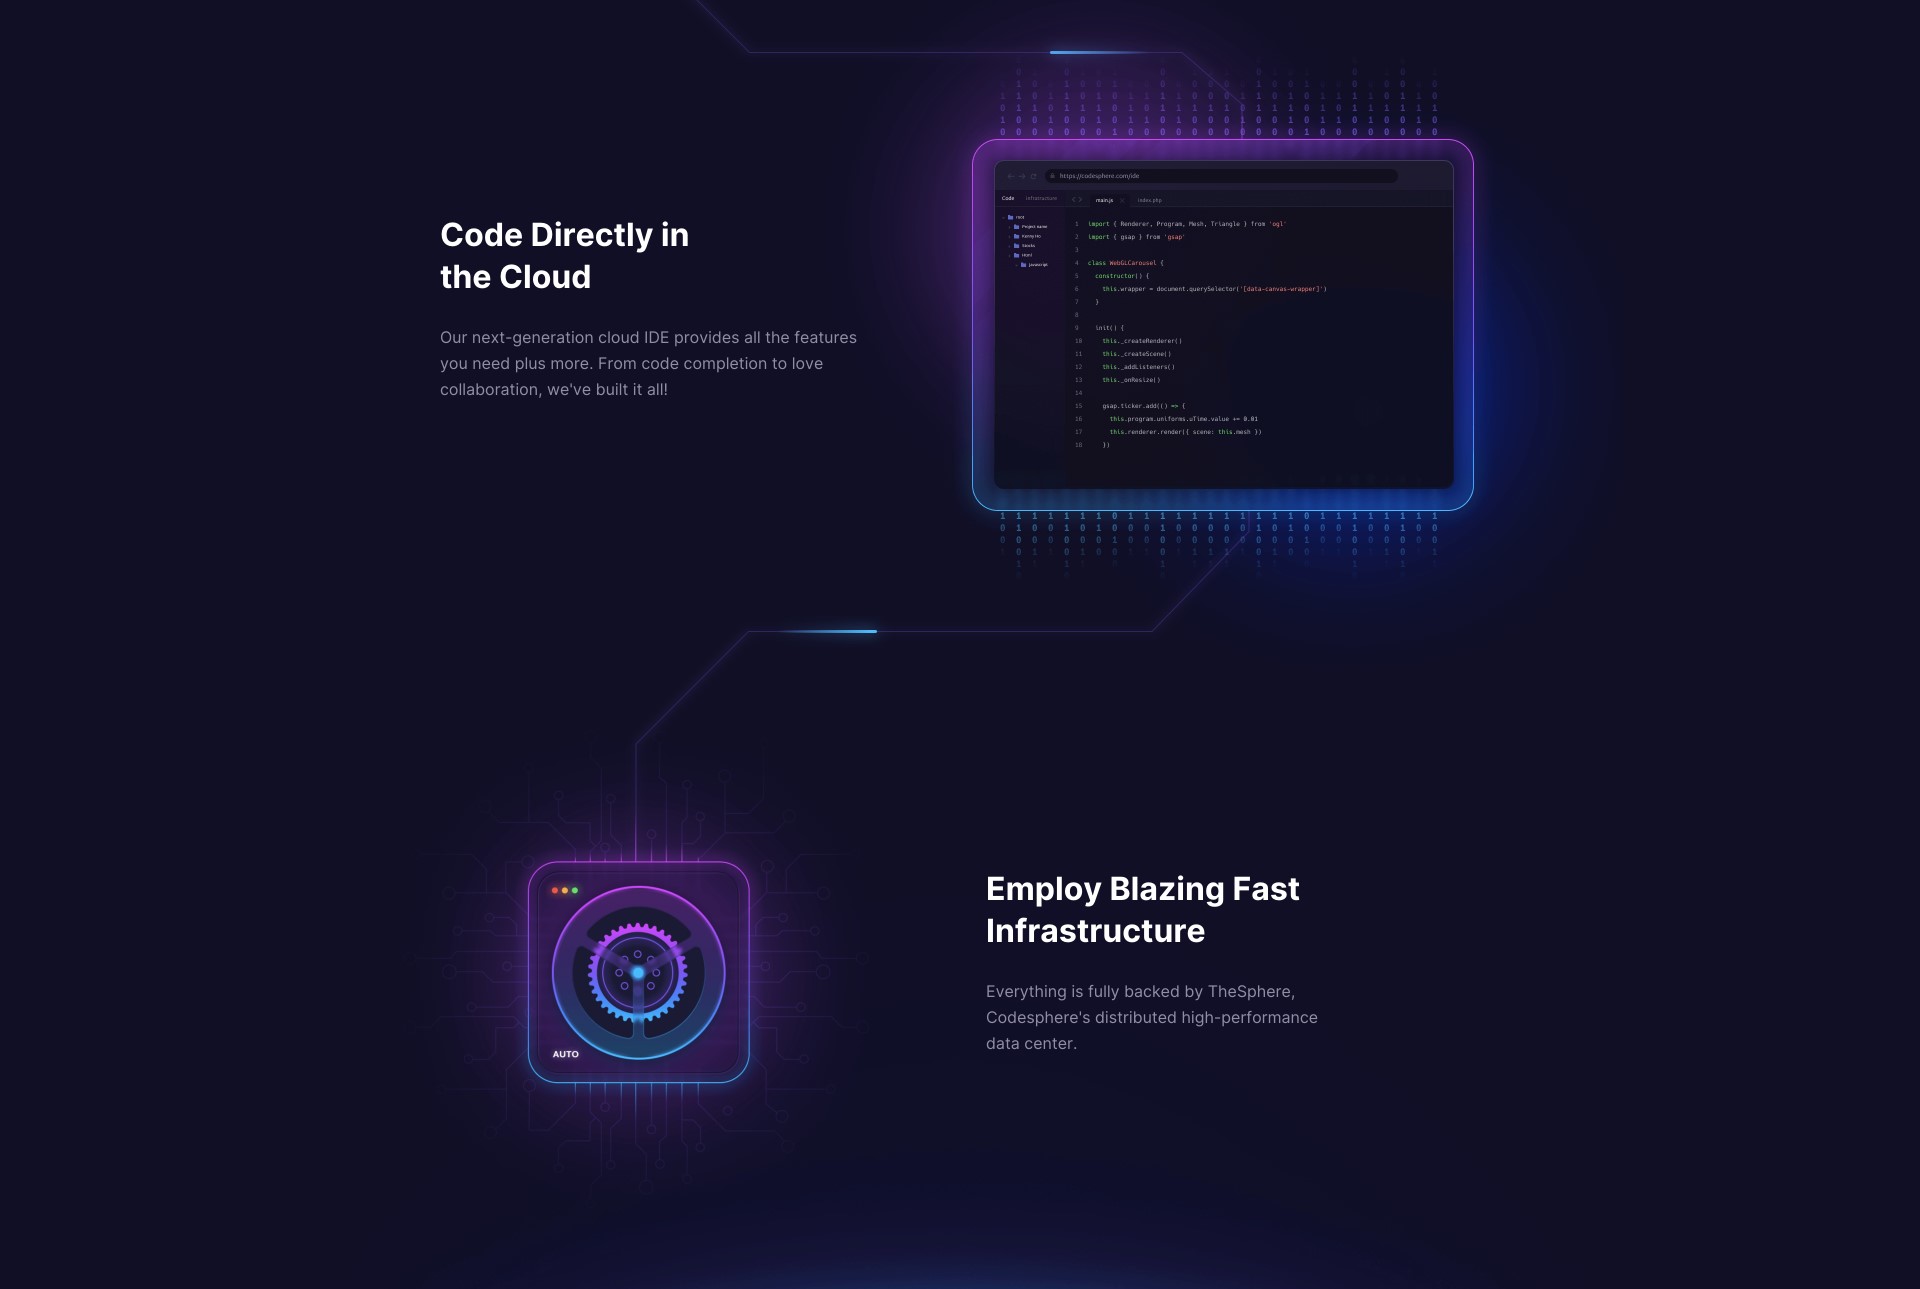 Code Directly in
the Cloud
Our next-generation cloud IDE provides all the features
you need plus more. From code completion to love
collaboration, we've built it all!
https://codesphere.com/ide
Code
Infrastructure
< >
main.js
index.php
root
Project name
Kenny Ho
Stocks
Html
javascript
1 import { Renderer, Program, Mesh, Triangle } from 'ogl'
2 import { gsap } from 'gsap'
3
4 class WebGLCarousel {
5 constructor() {
6 this.wrapper = document.querySelector('[data-canvas-wrapper]')
7 }
8
9 init() {
10 this._createRenderer()
11 this._createScene()
12 this._addListeners()
13 this._onResize()
14
15 gsap.ticker.add(() => {
16 this.program.uniforms.uTime.value += 0.01
17 this.renderer.render({ scene: this.mesh })
18 })
AUTO
Employ Blazing Fast
Infrastructure
Everything is fully backed by TheSphere,
Codesphere's distributed high-performance
data center.